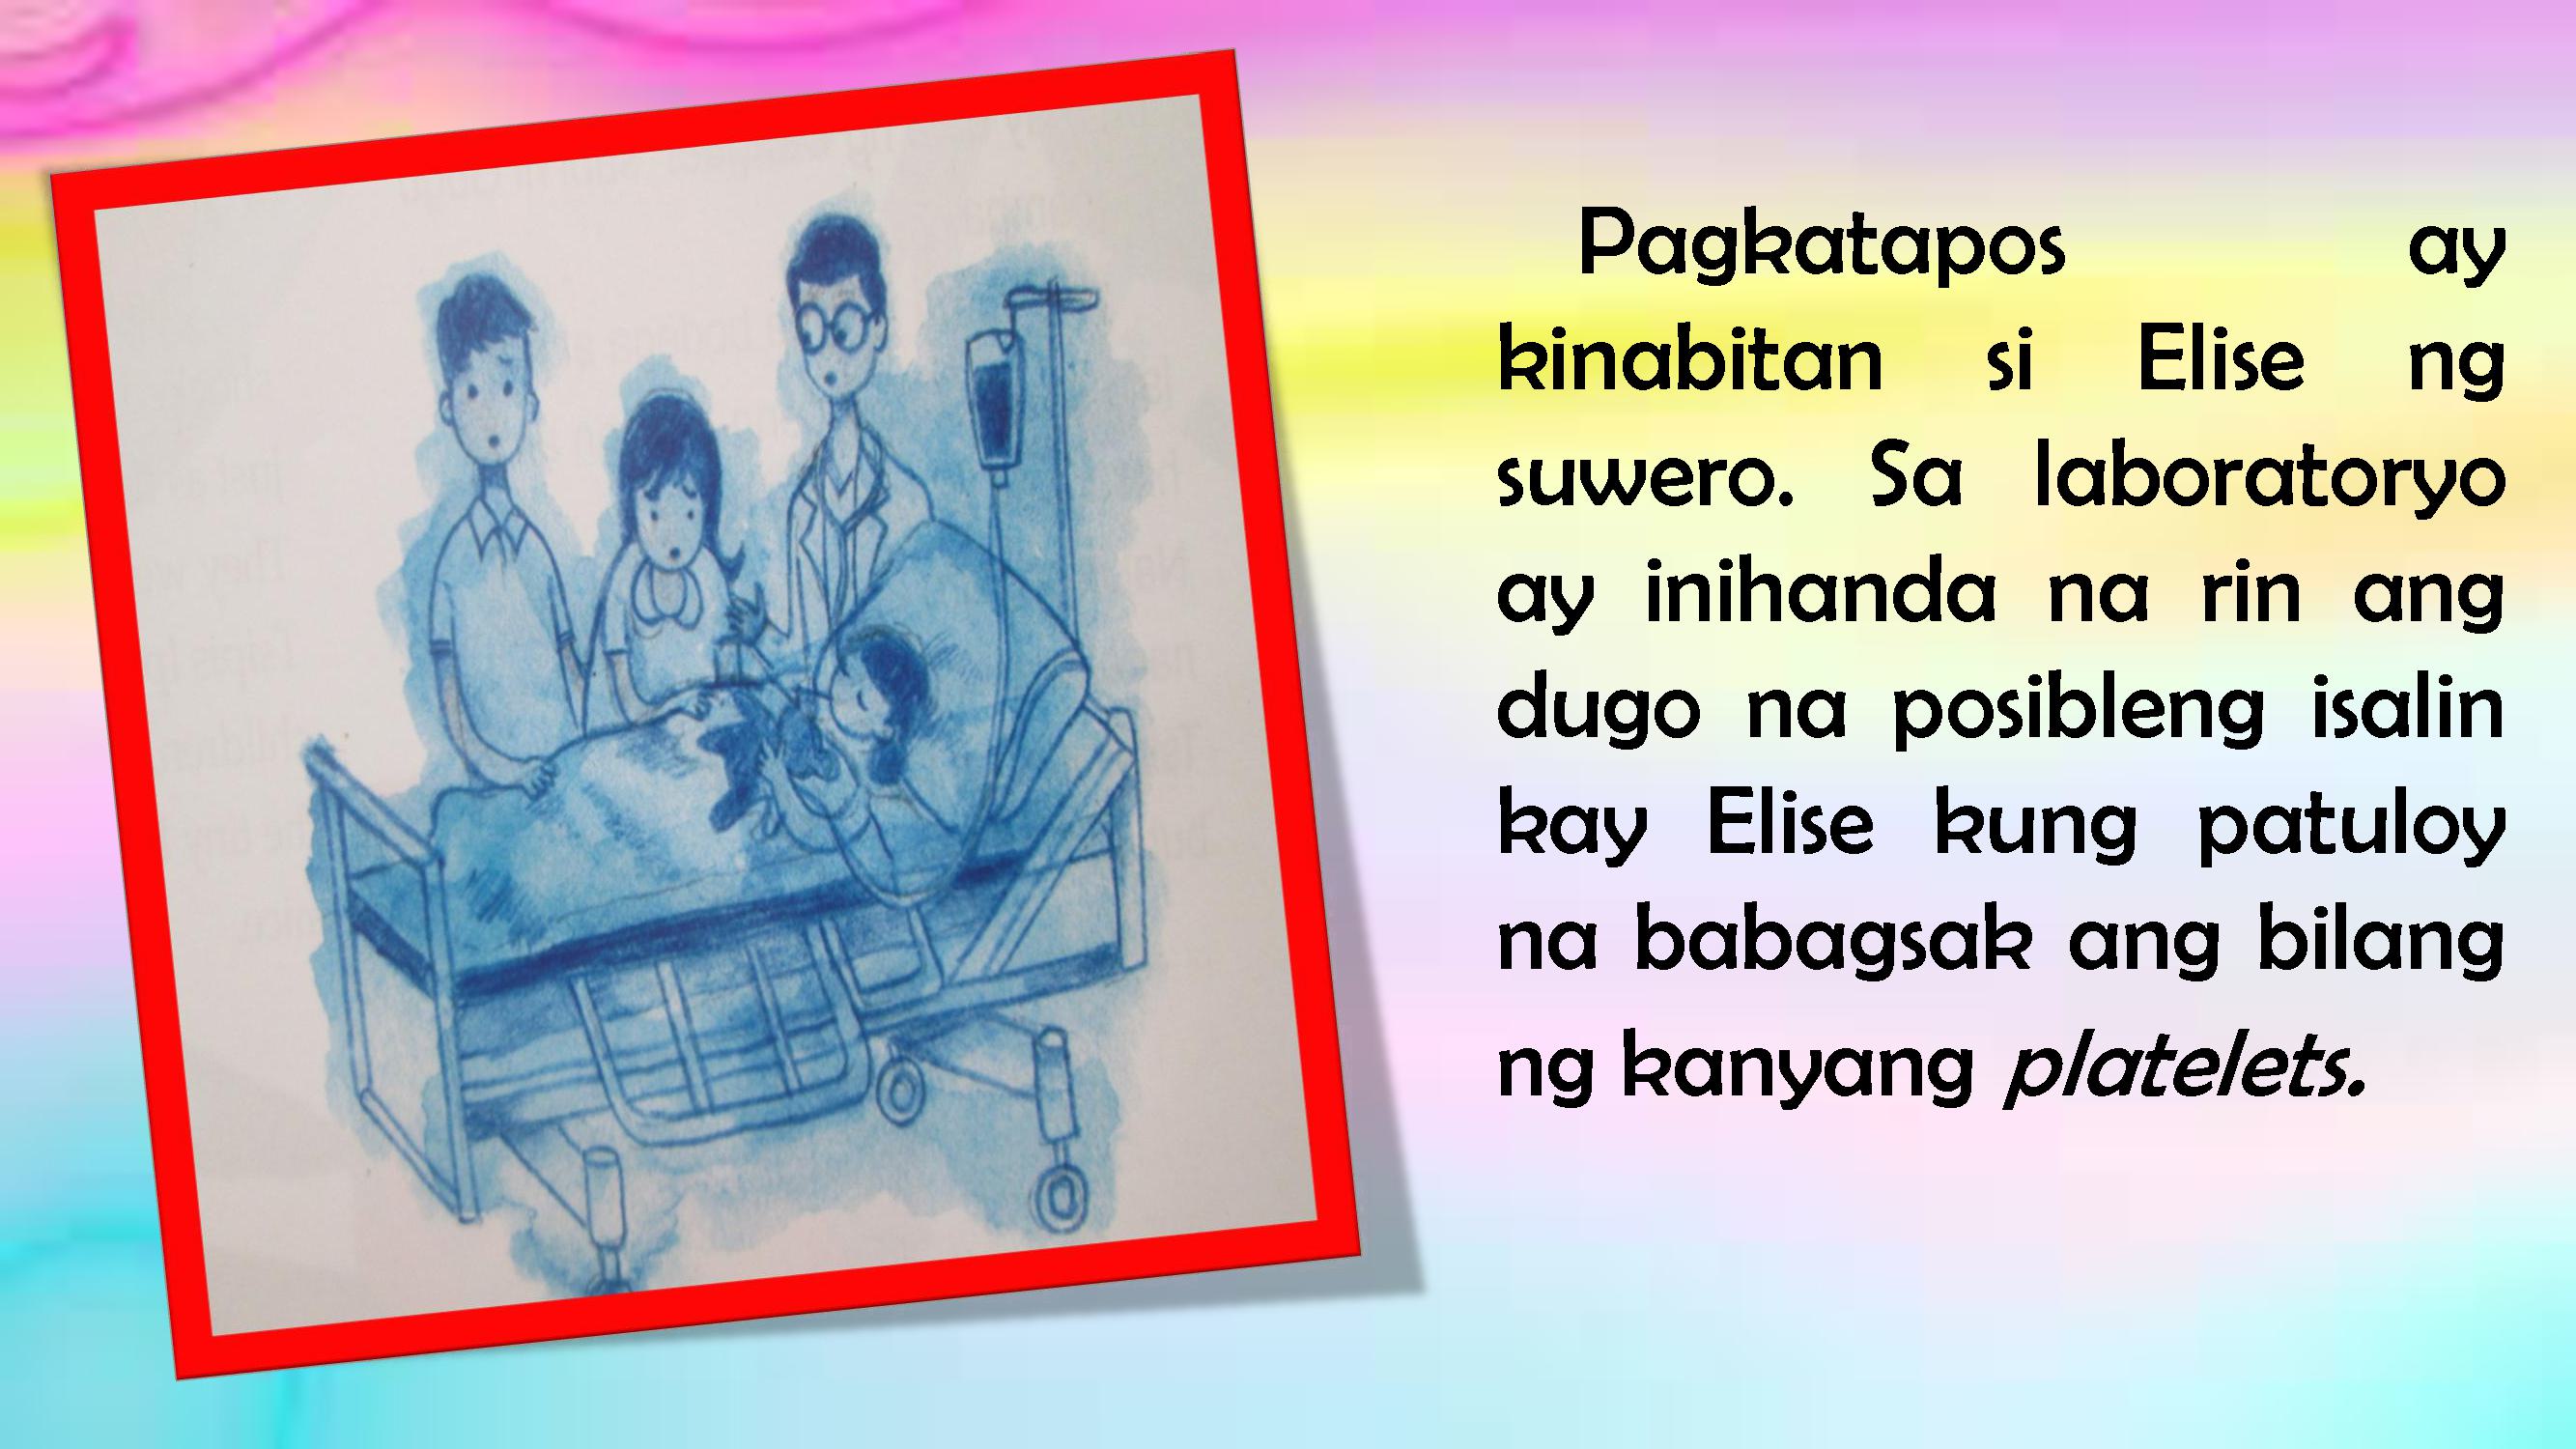 Pagkatapos ay
kinabitan si Elise ng
suwero. Sa laboratoryo
ay inihanda na rin ang
dugo na posibleng isalin
kay Elise kung patuloy
na babagsak ang bilang
ng kanyang platelets.